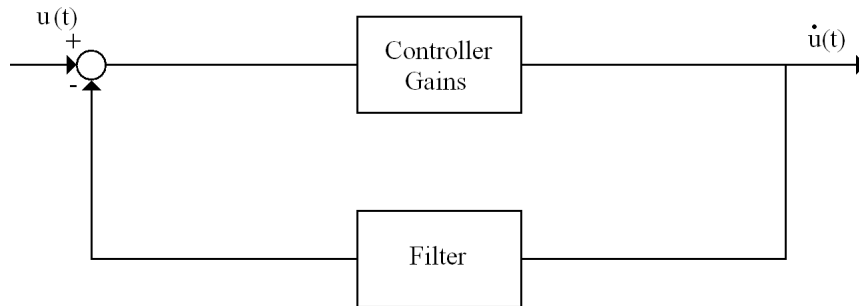 u(t)
+
-
Controller
Gains
u̇(t)
Filter